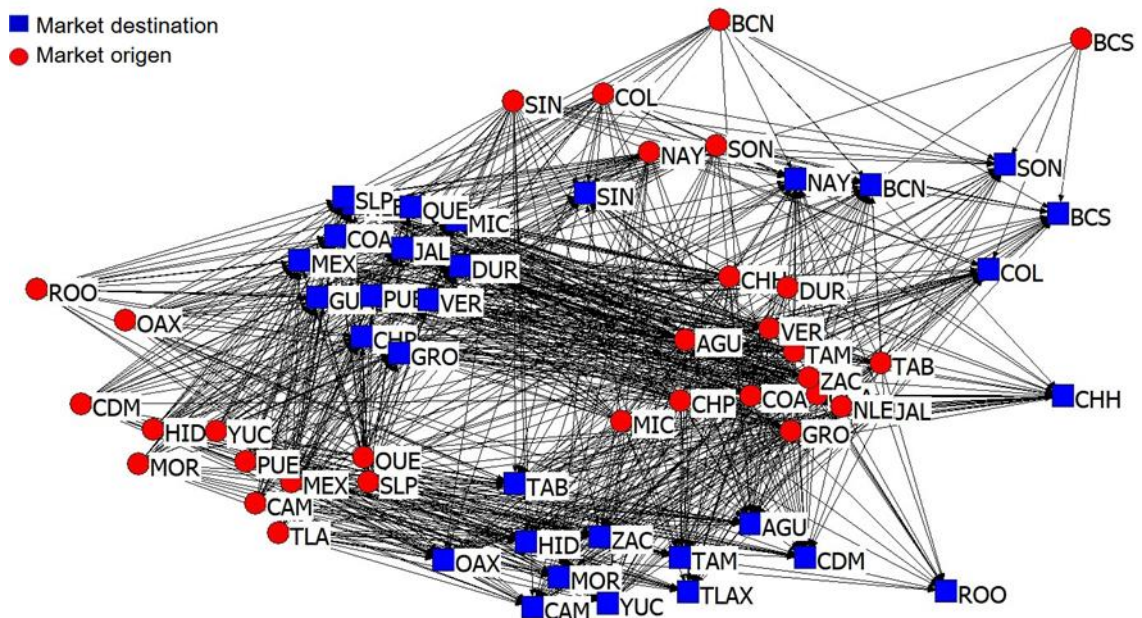 Market destination
Market origen
BCN
BCS
SIN
COL
NAY
SON
SLP
QUE
MIC
SIN
NAY
BCN
SON
BCS
COA
JAL
MEX
DUR
COL
ROO
PUE
VER
CHH
DUR
OAX
VER
AGU
TAM
TAB
CHP
GRO
ZAC
CDM
CHP
COA
NLE
JAL
CHH
HID
YUC
MIC
GRO
MOR
PUE
QUE
MEX
SLP
TAB
CAM
AGU
TLA
HID
ZAC
OAX
TAM
CDM
MOR
TLAX
ROO
CAM
YUC